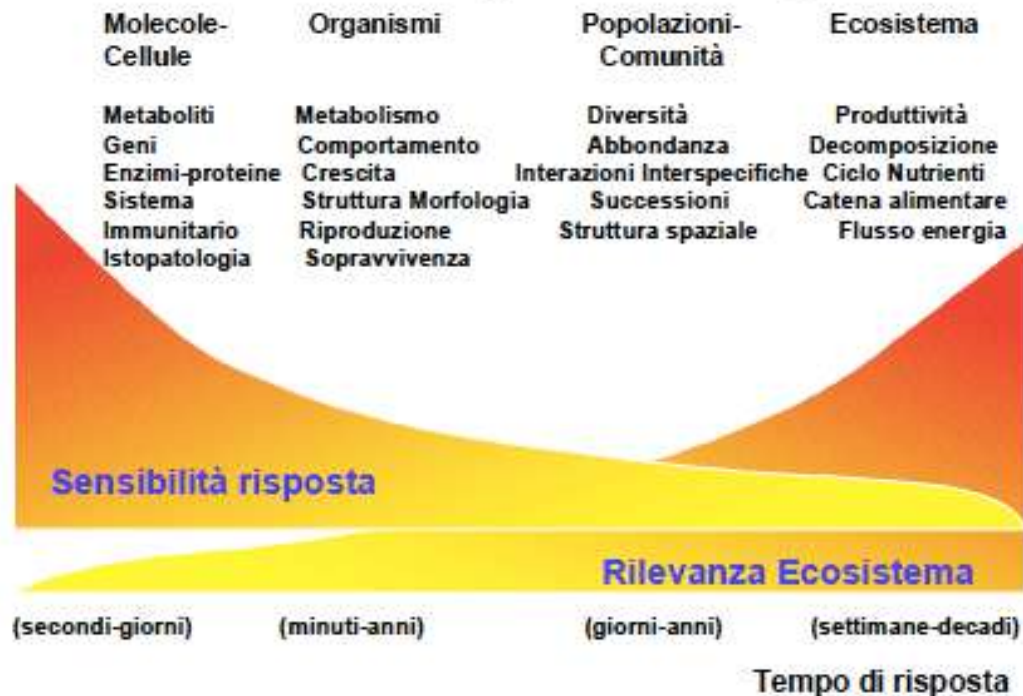 Molecole-
Cellule
Organismi
Popolazioni-
Comunità
Ecosistema
Metaboliti
Geni
Enzimi-proteine
Sistema
Immunitario
Istopatologia
Metabolismo
Comportamento
Crescita
Struttura Morfologia
Riproduzione
Sopravvivenza
Diversità
Abbondanza
Interazioni Interspecifiche
Successioni
Struttura spaziale
Produttività
Decomposizione
Ciclo Nutrienti
Catena alimentare
Flusso energia
Sensibilità risposta
Rilevanza Ecosistema
(secondi-giorni)
(minuti-anni)
(giorni-anni)
(settimane-decadi)
Tempo di risposta